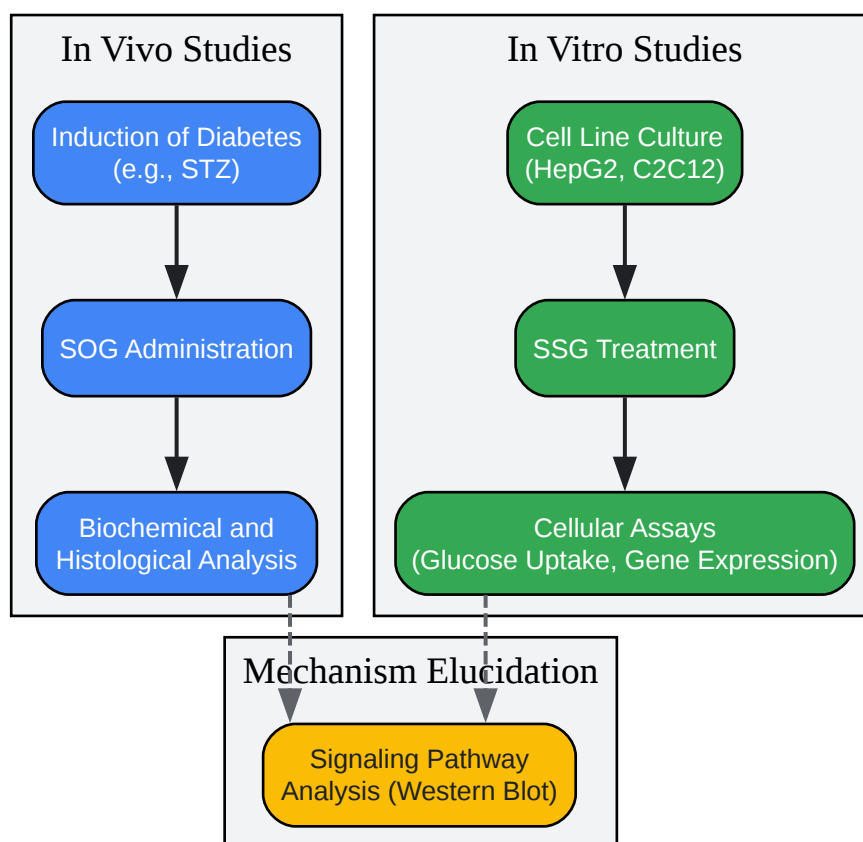 In Vivo Studies
Induction of Diabetes
(e.g., STZ)
SOG Administration
Biochemical and
Histological Analysis
In Vitro Studies
Cell Line Culture
(HepG2, C2C12)
SSG Treatment
Cellular Assays
(Glucose Uptake, Gene Expression)
Mechanism Elucidation
Signaling Pathway
Analysis (Western Blot)